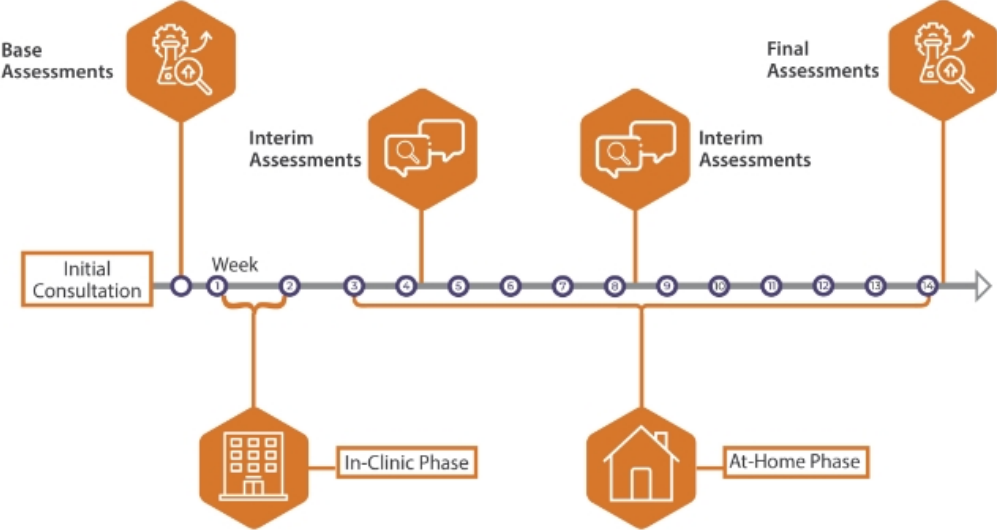 Base
Assessments
Final
Assessments
Interim
Assessments
Interim
Assessments
Initial
Consultation
Week
1 2 3 4 5 6 7 8 9 10 11 12 13 14
In-Clinic Phase
At-Home Phase